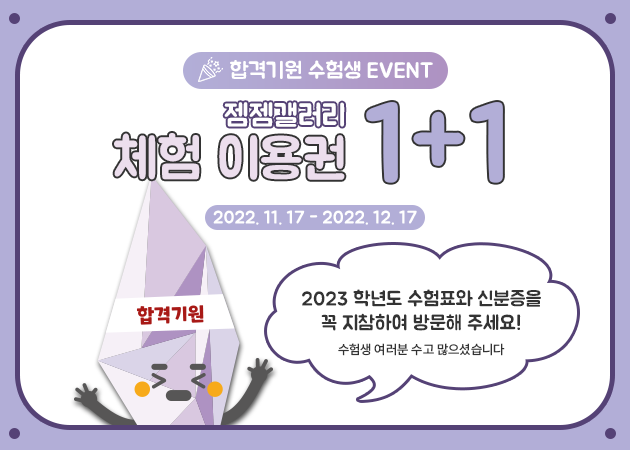 합격기원 수험생 EVENT
젬젬갤러리
체험 이용권 1+1
2022. 11. 17 - 2022. 12. 17
합격기원
2023 학년도 수험표와 신분증을
꼭 지참하여 방문해 주세요!
수험생 여러분 수고 많으셨습니다